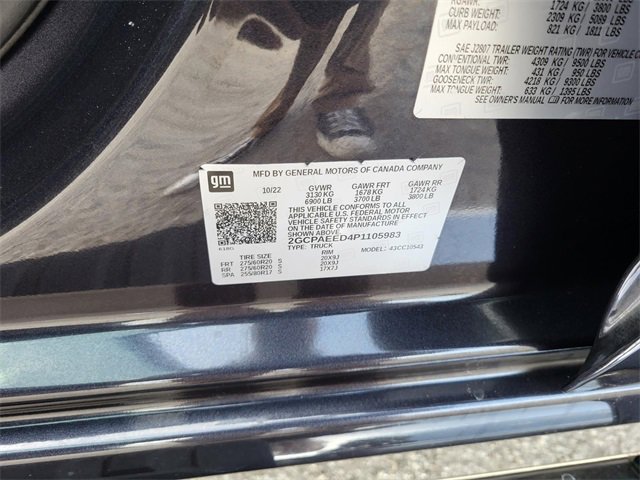 1724 KG / 3800 LBS
CURB WEIGHT: 2309 KG / 5089 LBS
MAX PAYLOAD: 821 KG / 1811 LBS
SAE J2807 TRAILER WEIGHT RATING (TWR) FOR VEHICLE
CONVENTIONAL TWR: 4309 KG / 9500 LBS
MAX TONGUE WEIGHT: 431 KG / 950 LBS
GOOSENECK TWR: 4218 KG / 9300 LBS
MAX TONGUE WEIGHT: 633 KG / 1395 LBS
SEE OWNER'S MANUAL FOR MORE INFORMATION
gm
MFD BY GENERAL MOTORS OF CANADA COMPANY
10/22 GVWR GAWR FRT GAWR RR
3130 KG 1678 KG 1724 KG
6900 LB 3700 LB 3800 LB
THIS VEHICLE CONFORMS TO ALL
APPLICABLE U.S. FEDERAL MOTOR
VEHICLE SAFETY STANDARDS IN EFFECT
ON THE DATE OF MANUFACTURE
2GCPAEED4P1105983
TYPE: TRUCK MODEL: 43CC10543
TIRE SIZE RIM
FRT 275/60R20 S 20X9J
RR 275/60R20 S 20X9J
SPA 255/80R17 S 17X7J